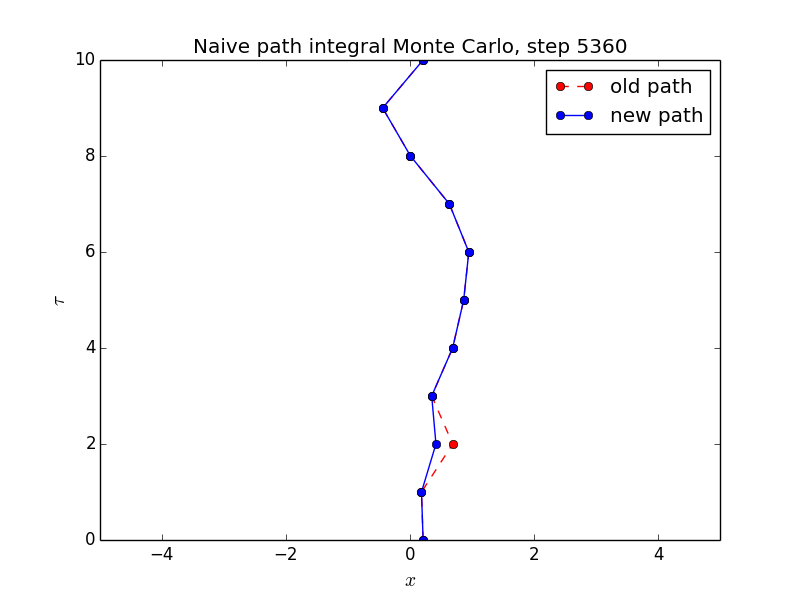 Naive path integral Monte Carlo, step 5360
10
old path
new path
8
6
τ
4
2
0
−4 −2 0 2 4
x